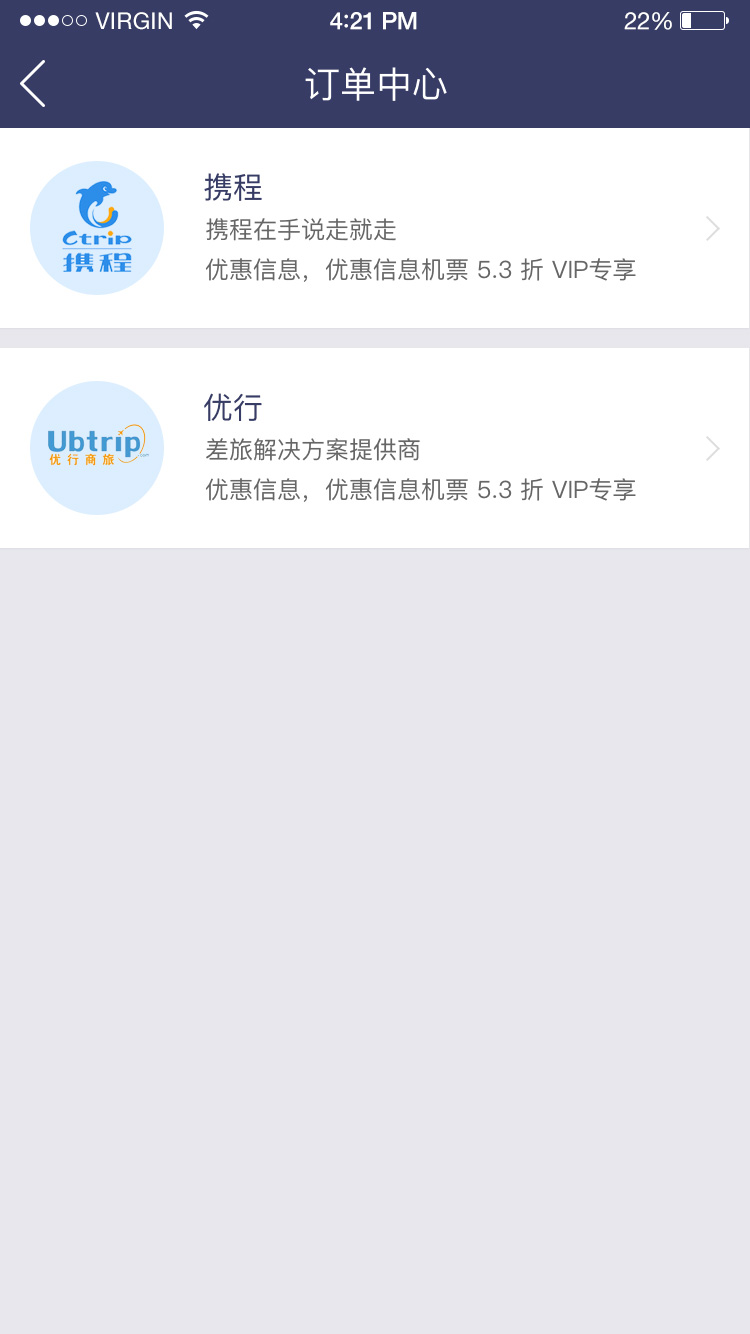 VIRGIN 4:21 PM 22%
订单中心
Ctrip
携程
携程
携程在手说走就走
优惠信息，优惠信息机票 5.3 折 VIP专享
Ubtrip
优行商旅
优行
差旅解决方案提供商
优惠信息，优惠信息机票 5.3 折 VIP专享